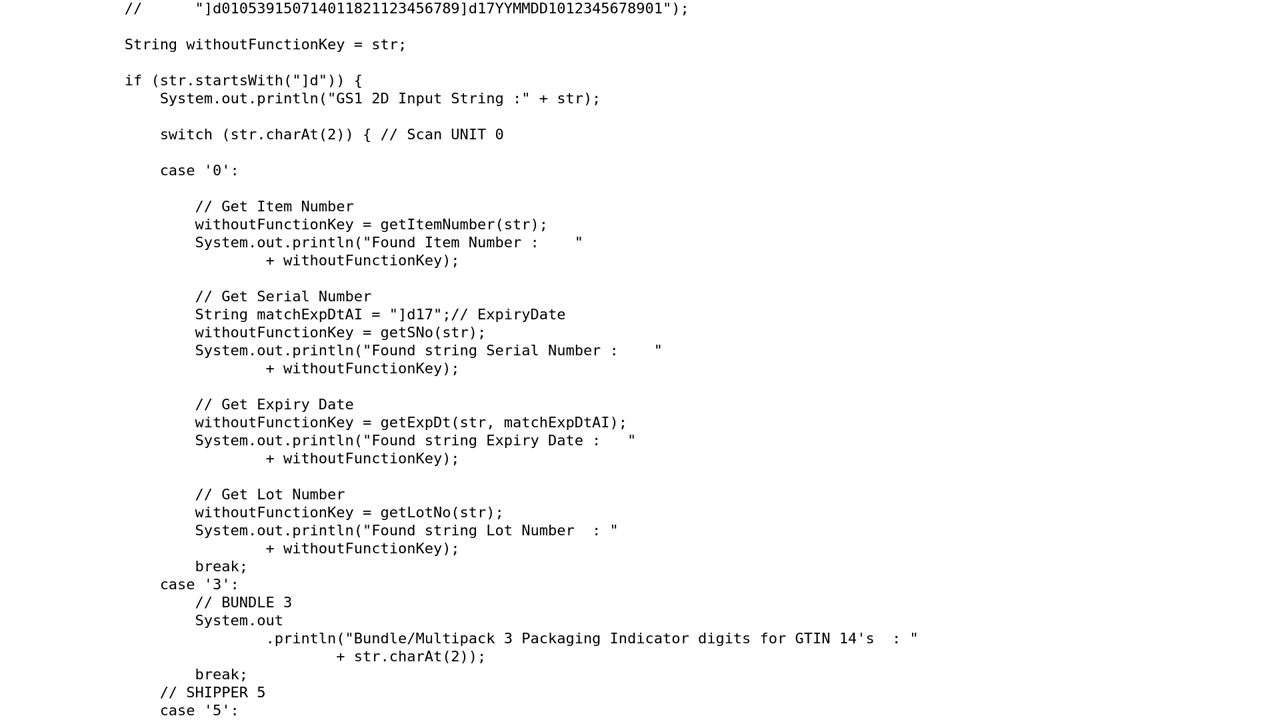 //      "]d010539150714011821123456789]d17YYMMDD1012345678901");
String withoutFunctionKey = str;
if (str.startsWith("]d")) {
System.out.println("GS1 2D Input String :" + str);
switch (str.charAt(2)) { // Scan UNIT 0
case '0':
// Get Item Number
withoutFunctionKey = getItemNumber(str);
System.out.println("Found Item Number :    "
+ withoutFunctionKey);
// Get Serial Number
String matchExpDtAI = "]d17";// ExpiryDate
withoutFunctionKey = getSNo(str);
System.out.println("Found string Serial Number :    "
+ withoutFunctionKey);
// Get Expiry Date
withoutFunctionKey = getExpDt(str, matchExpDtAI);
System.out.println("Found string Expiry Date :   "
+ withoutFunctionKey);
// Get Lot Number
withoutFunctionKey = getLotNo(str);
System.out.println("Found string Lot Number  : "
+ withoutFunctionKey);
break;
case '3':
// BUNDLE 3
System.out
.println("Bundle/Multipack 3 Packaging Indicator digits for GTIN 14's  : "
+ str.charAt(2));
break;
// SHIPPER 5
case '5':